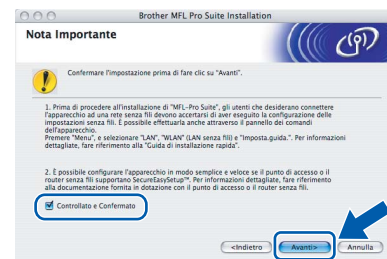 Brother MFL Pro Suite Installation
Nota Importante
Confermare l'impostazione prima di fare clic su "Avanti".
1. Prima di procedere all'installazione di "MFL-Pro Suite", gli utenti che desiderano connettere
l'apparecchio ad una rete senza fili devono accertarsi di aver eseguito la configurazione delle
impostazioni senza fili. È possibile effettuarla anche attraverso il pannello dei comandi
dell'apparecchio.
Premere "Menu", e selezionare "LAN", "WLAN" (LAN senza fili) e "Imposta.guida.". Per informazioni
dettagliate, fare riferimento alla "Guida di installazione rapida".
2. È possibile configurare l'apparecchio in modo semplice e veloce se il punto di accesso o il
router senza fili supportano SecureEasySetup™. Per informazioni dettagliate, fare riferimento
alla documentazione fornita in dotazione con il punto di accesso o il router senza fili.
Controllato e Confermato
<Indietro Avanti> Annulla